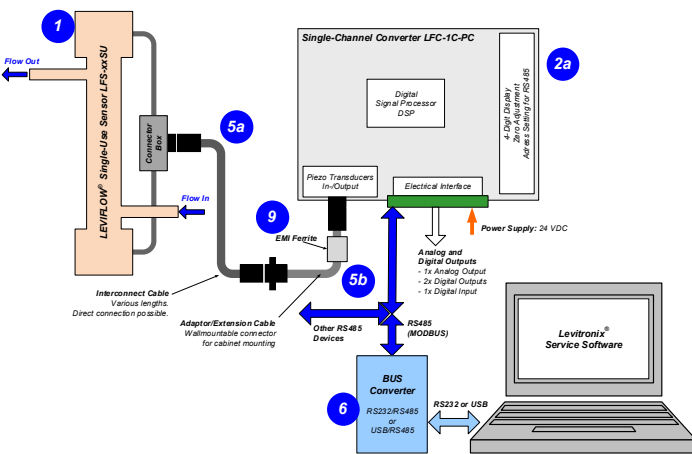 1
Flow Out
LEVIFLOW® Single-Use Sensor LFS-xxSU
Flow In
Connector
Box
5a
Single-Channel Converter LFC-1C-PC
2a
Digital
Signal Processor
DSP
4-Digit Display
Zero Adjustment
Adress Setting for RS485
Piezo Transducers
In-/Output
Electrical Interface
9
EMI Ferrite
Power Supply: 24 VDC
Analog and
Digital Outputs
- 1x Analog Output
- 2x Digital Outputs
- 1x Digital Input
5b
Interconnect Cable
Various lengths.
Direct connection possible.
Adaptor/Extension Cable
Wallmountable connector
for cabinet mounting
Other RS485
Devices
RS485
(MODBUS)
Levitronix®
Service Software
BUS
Converter
RS232/RS485
or
USB/RS485
6
RS232 or USB